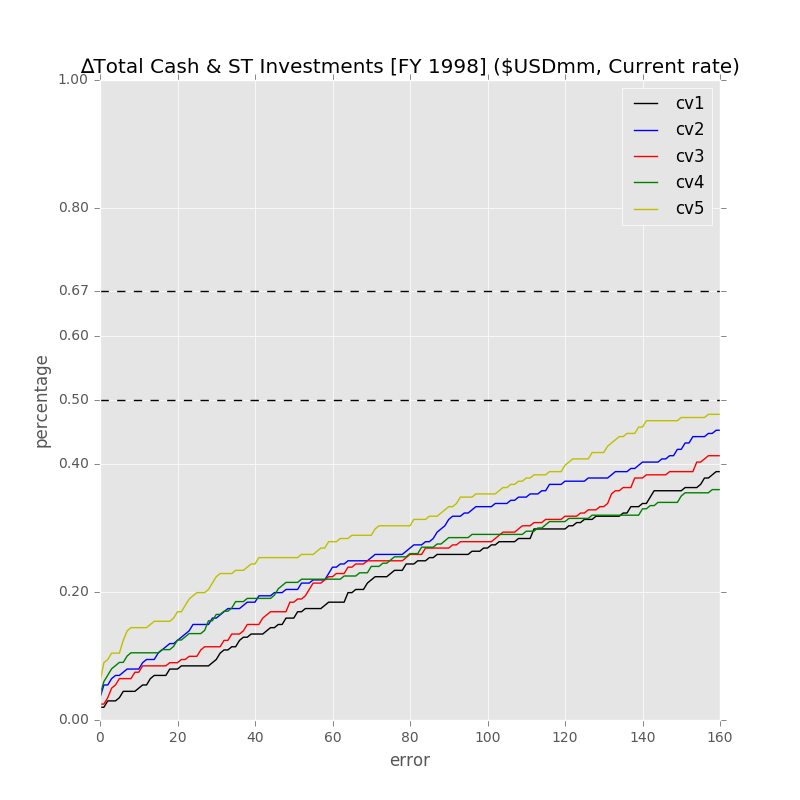 ΔTotal Cash & ST Investments [FY 1998] ($USDmm, Current rate)
1.00
0.80
0.67
0.60
0.50
0.40
0.20
0.00
percentage
cv1
cv2
cv3
cv4
cv5
0 20 40 60 80 100 120 140 160
error